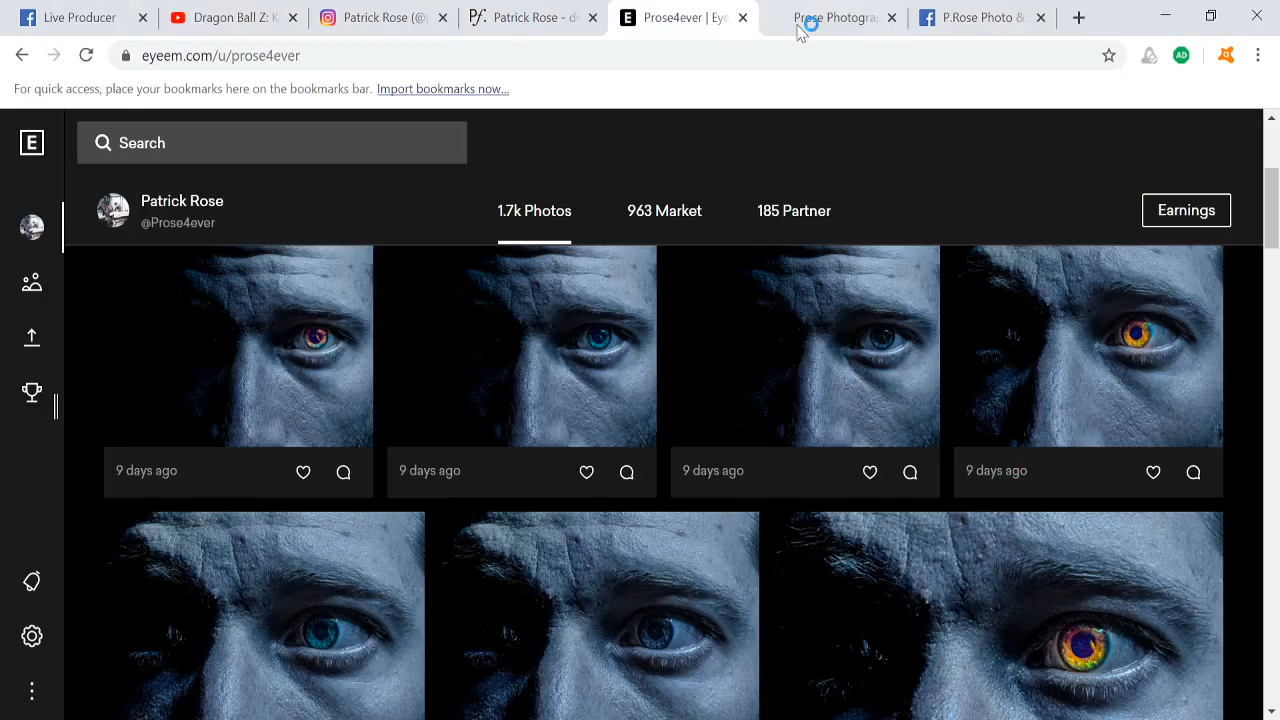 Live Producer
Dragon Ball Z: K
Patrick Rose (@
Patrick Rose - d
Prose4ever | Eye
Prose Photogra
P.Rose Photo &
eyeem.com/u/prose4ever
AD
For quick access, place your bookmarks here on the bookmarks bar. Import bookmarks now...
E
Search
Patrick Rose
@Prose4ever
1.7k Photos
963 Market
185 Partner
Earnings
9 days ago
9 days ago
9 days ago
9 days ago